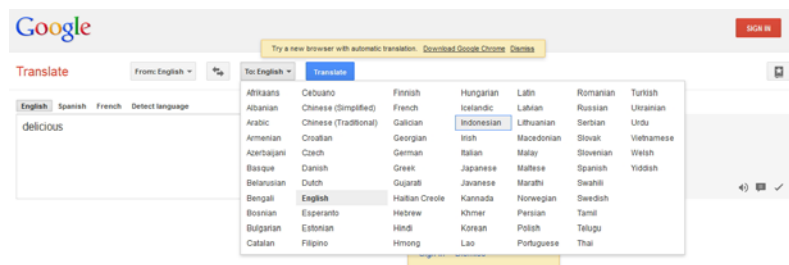 Google
SIGN IN
Try a new browser with automatic translation. Download Google Chrome Dismiss
Translate From: English To: English Translate
English Spanish French Detect language
delicious
Afrikaans Cebuano Finnish Hungarian Latin Romanian Turkish
Albanian Chinese (Simplified) French Icelandic Latvian Russian Ukrainian
Arabic Chinese (Traditional) Galician Indonesian Lithuanian Serbian Urdu
Armenian Croatian Georgian Irish Macedonian Slovak Vietnamese
Azerbaijani Czech German Italian Malay Slovenian Welsh
Basque Danish Greek Japanese Maltese Spanish Yiddish
Belarusian Dutch Gujarati Javanese Marathi Swahili
Bengali English Haitian Creole Kannada Norwegian Swedish
Bosnian Esperanto Hebrew Khmer Persian Tamil
Bulgarian Estonian Hindi Korean Polish Telugu
Catalan Filipino Hmong Lao Portuguese Thai